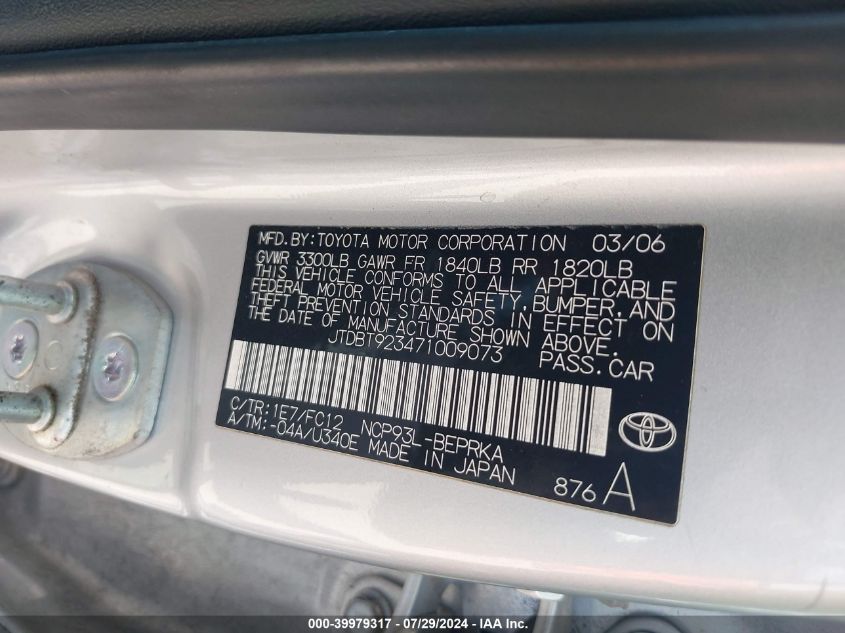 MFD.BY:TOYOTA MOTOR CORPORATION 03/06
GVWR 3300LB GAWR FR 1840LB RR 1820LB
THIS VEHICLE CONFORMS TO ALL APPLICABLE
FEDERAL MOTOR VEHICLE SAFETY, BUMPER, AND
THEFT PREVENTION STANDARDS IN EFFECT ON
THE DATE OF MANUFACTURE SHOWN ABOVE.
JTDBT923471009073 PASS.CAR
C/TR:1E7/FC12 NCP93L-BEPRKA
A/TM:-04A/U340E MADE IN JAPAN
876 A
000-39979317 - 07/29/2024 - IAA Inc.